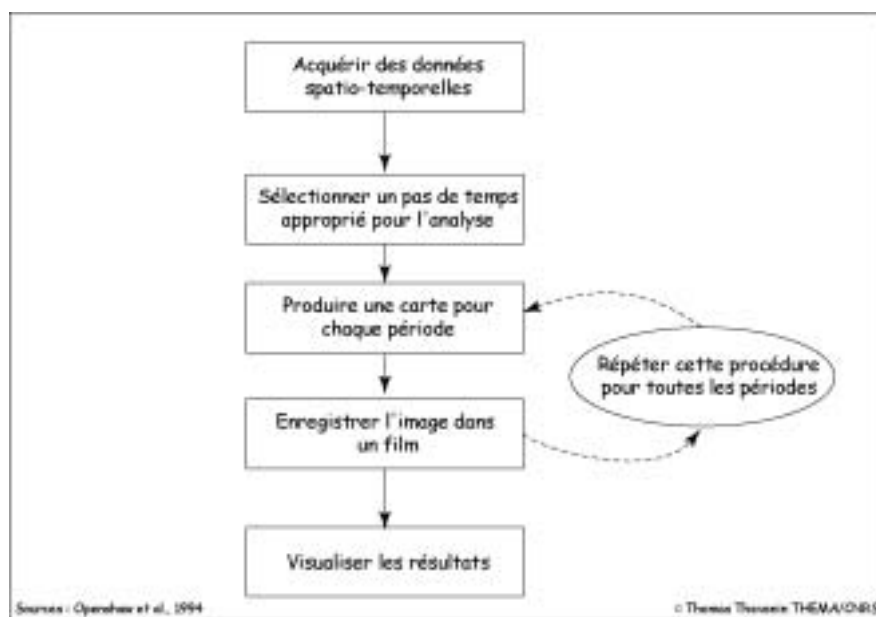 Acquérir des données
spatio-temporelles
Sélectionner un pas de temps
approprié pour l'analyse
Produire une carte pour
chaque période
Répéter cette procédure
pour toutes les périodes
Enregistrer l'image dans
un film
Visualiser les résultats
Sources : Openshaw et al., 1994
© Thomas THEMA/CNRS